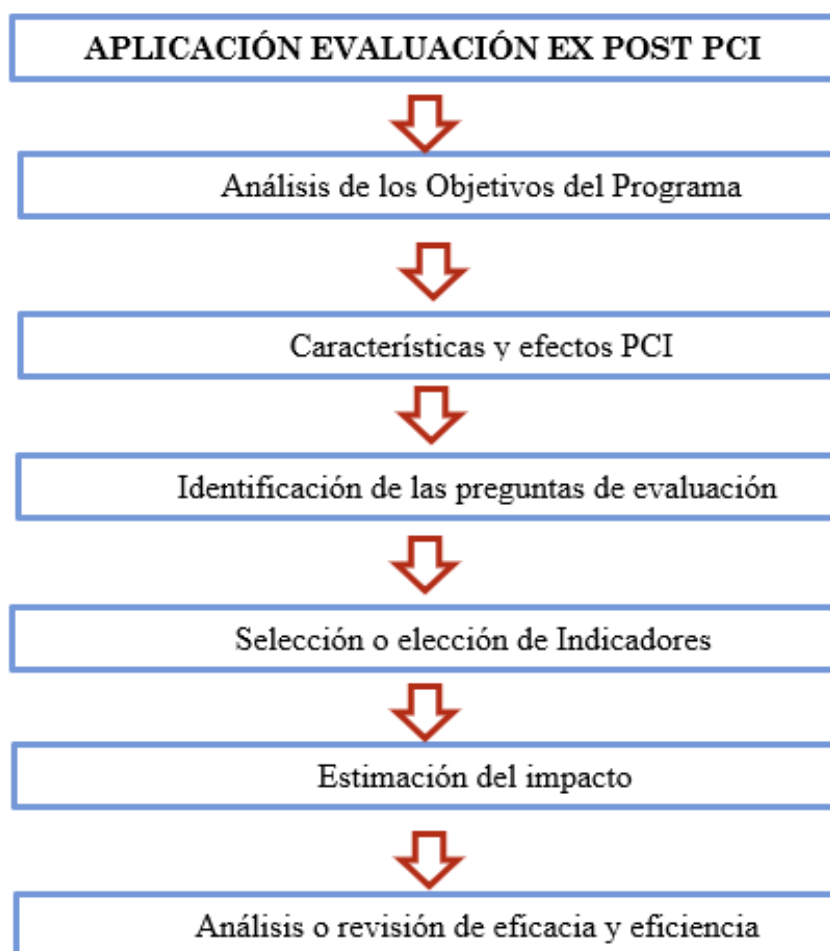 APLICACIÓN EVALUACIÓN EX POST PCI
Análisis de los Objetivos del Programa
Características y efectos PCI
Identificación de las preguntas de evaluación
Selección o elección de Indicadores
Estimación del impacto
Análisis o revisión de eficacia y eficiencia